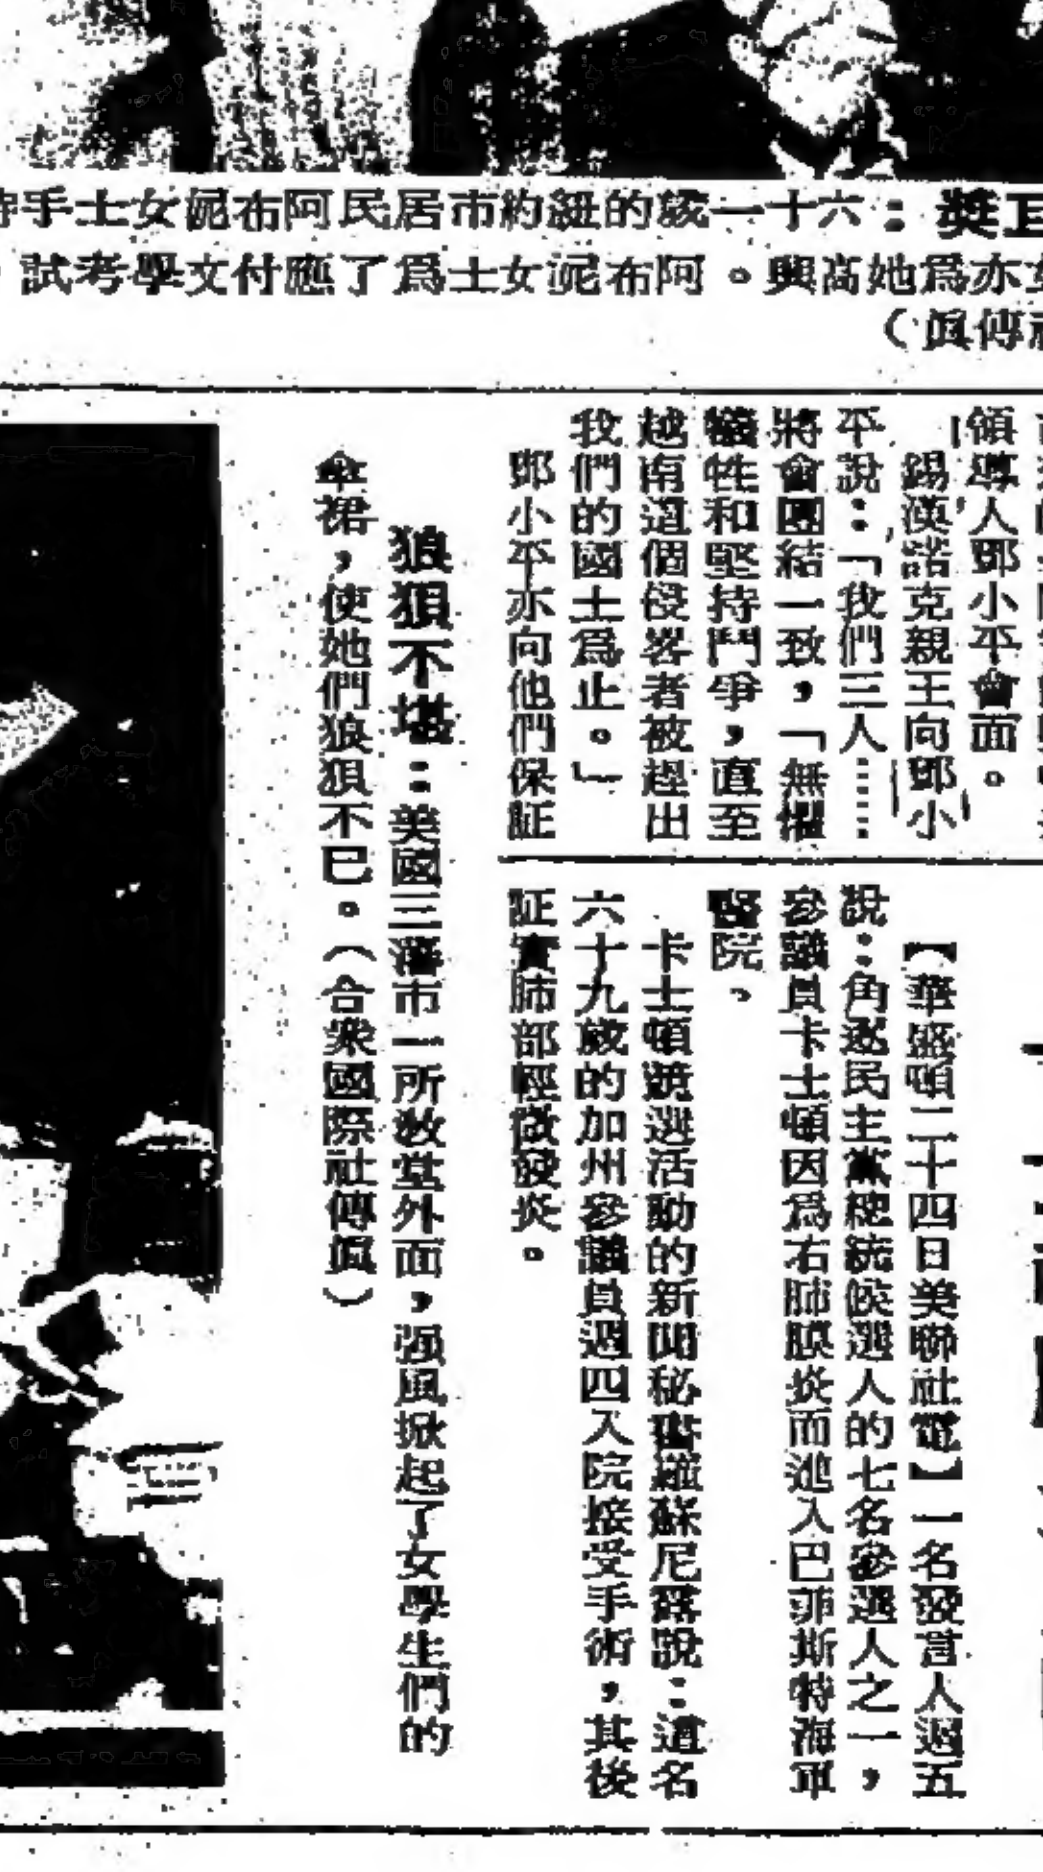 獎：六十一歲的紐約市居民阿布泥女士手持
亦為她高興。阿布泥女士為了應付文學考試
傳眞）
領導人鄧小平會面。
錫漢諾克親王向鄧小
平說：「我們三人……
將會團結一致，「無懼
犧牲和堅持鬥爭，直至
越南這個侵畧者被趕出
我們的國土爲止。」
鄧小平亦向他們保証
【華盛頓二十四日美聯社電】一名發言人週五
說：角逐民主黨總統候選人的七名參選人之一，
參議員卡士頓因爲右肺膜炎而進入巴菲斯特海軍
醫院。
卡士頓競選活動的新聞秘書羅蘇尼露說：這名
六十九歲的加州參議員週四入院接受手術，其後
証實肺部輕微發炎。
狼狽不堪：美國三藩市一所教堂外面，强風掀起了女學生們的
傘裙，使她們狼狽不已。（合衆國際社傳眞）